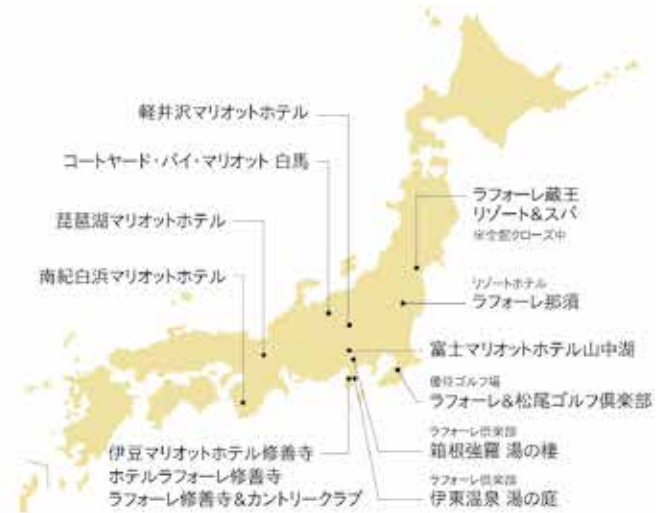 軽井沢マリオットホテル
コートヤード・バイ・マリオット 白馬
琵琶湖マリオットホテル
南紀白浜マリオットホテル
伊豆マリオットホテル修善寺
ホテルラフォーレ修善寺
ラフォーレ修善寺&カントリークラブ
ラフォーレ蔵王
リゾート&スパ
※全館クローズ中
リゾートホテル
ラフォーレ那須
富士マリオットホテル山中湖
優待ゴルフ場
ラフォーレ&松尾ゴルフ倶楽部
ラフォーレ倶楽部
箱根強羅 湯の棲
ラフォーレ倶楽部
伊東温泉 湯の庭